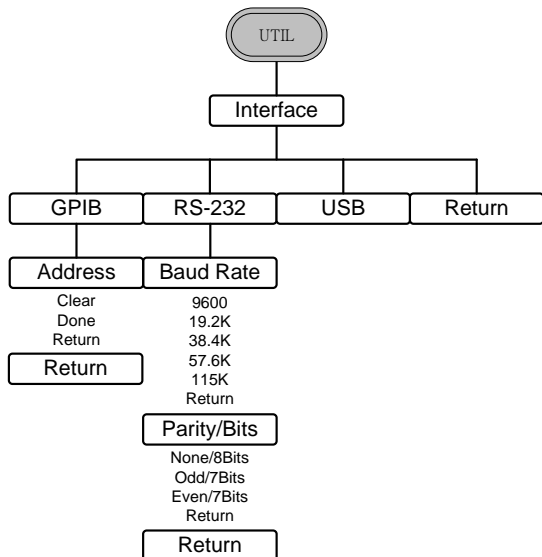 UTIL
Interface
GPIB
RS-232
USB
Return
Address
Clear
Done
Return
Return
Baud Rate
9600
19.2K
38.4K
57.6K
115K
Return
Parity/Bits
None/8Bits
Odd/7Bits
Even/7Bits
Return
Return